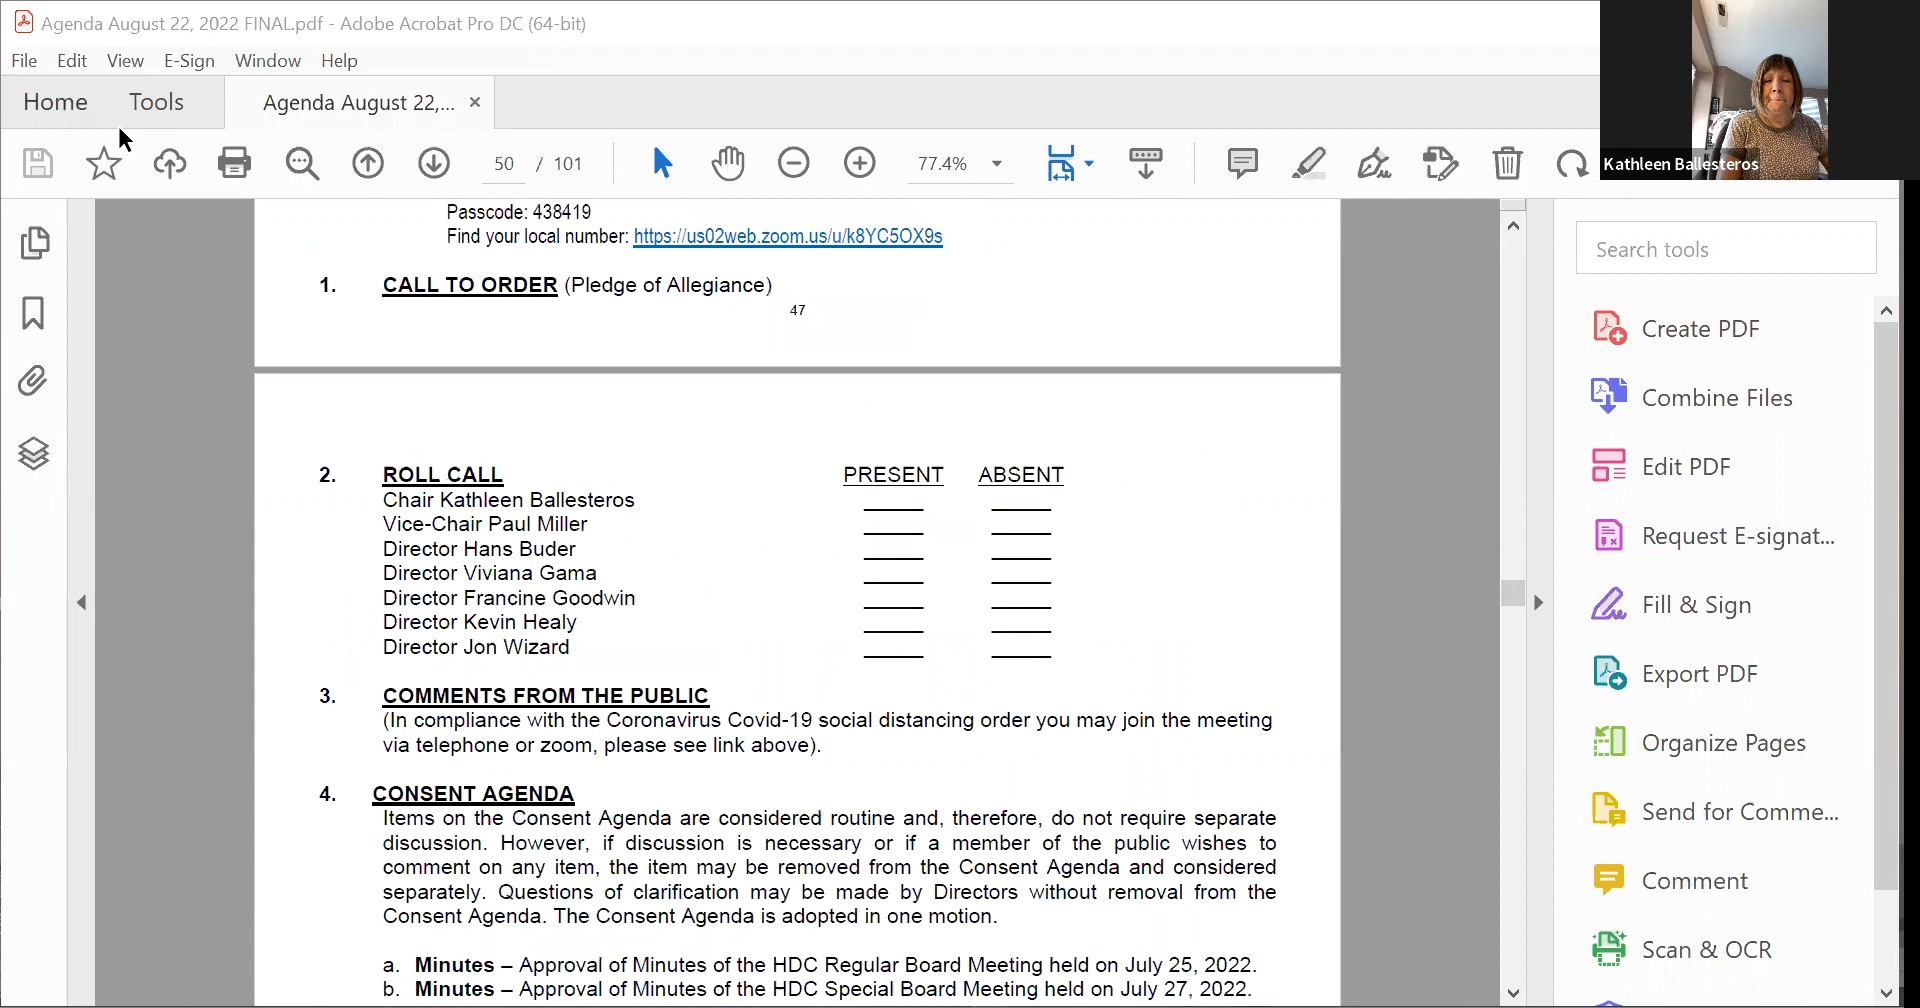 Agenda August 22, 2022 FINAL.pdf - Adobe Acrobat Pro DC (64-bit)
File Edit View E-Sign Window Help
Home Tools Agenda August 22,... ×
50 / 101 77.4%
Kathleen Ballesteros
Passcode: 438419
Find your local number: https://us02web.zoom.us/u/k8YC5OX9s
1. CALL TO ORDER (Pledge of Allegiance)
47
2. ROLL CALL PRESENT ABSENT
Chair Kathleen Ballesteros
Vice-Chair Paul Miller
Director Hans Buder
Director Viviana Gama
Director Francine Goodwin
Director Kevin Healy
Director Jon Wizard
3. COMMENTS FROM THE PUBLIC
(In compliance with the Coronavirus Covid-19 social distancing order you may join the meeting
via telephone or zoom, please see link above).
4. CONSENT AGENDA
Items on the Consent Agenda are considered routine and, therefore, do not require separate
discussion. However, if discussion is necessary or if a member of the public wishes to
comment on any item, the item may be removed from the Consent Agenda and considered
separately. Questions of clarification may be made by Directors without removal from the
Consent Agenda. The Consent Agenda is adopted in one motion.
a. Minutes – Approval of Minutes of the HDC Regular Board Meeting held on July 25, 2022.
b. Minutes – Approval of Minutes of the HDC Special Board Meeting held on July 27, 2022.
Search tools
Create PDF
Combine Files
Edit PDF
Request E-signat...
Fill & Sign
Export PDF
Organize Pages
Send for Comme...
Comment
Scan & OCR